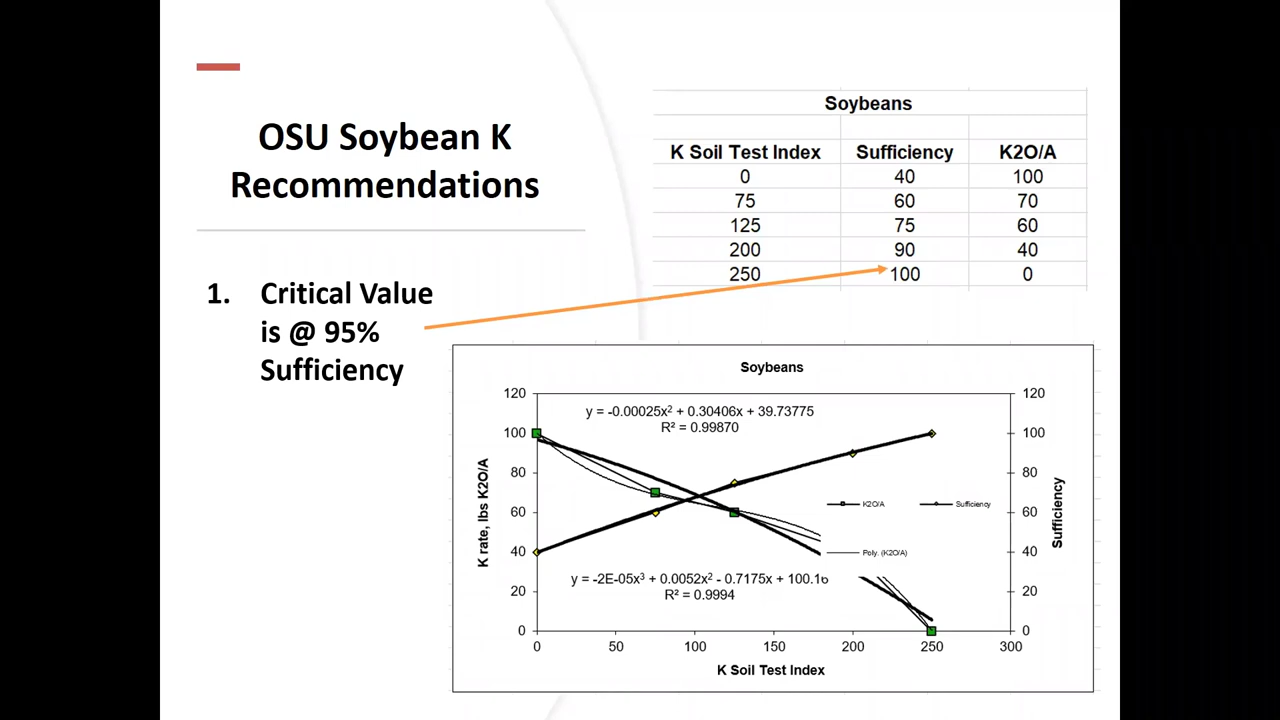 OSU Soybean K
Recommendations
1. Critical Value
is @ 95%
Sufficiency
Soybeans
K Soil Test Index Sufficiency K2O/A
0 40 100
75 60 70
125 75 60
200 90 40
250 100 0
Soybeans
y = -0.00025x² + 0.30406x + 39.73775
R² = 0.99870
120
100
80
60
40
20
0
K rate, lbs K2O/A
K2O/A
Sufficiency
Poly. (K2O/A)
y = -2E-05x³ + 0.0052x² - 0.7175x + 100.16
R² = 0.9994
120
100
80
60
40
20
0
Sufficiency
0 50 100 150 200 250 300
K Soil Test Index